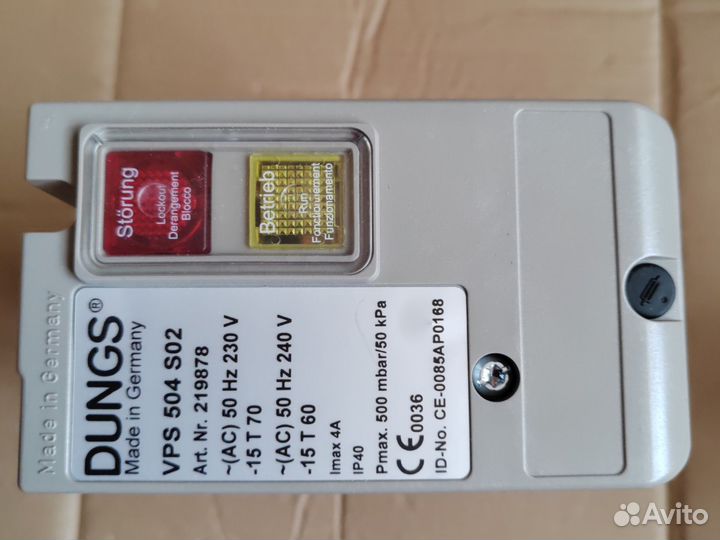 Störung
Lockout
Derangement
Blocco
Betrieb
Run
Fonctionnement
Funzionamento
Made in Germany
DUNGS®
Made in Germany
VPS 504 S02
Art. Nr. 219878
~(AC) 50 Hz 230 V
-15 T 70
~(AC) 50 Hz 240 V
-15 T 60
Imax 4A
IP40
Pmax. 500 mbar/50 kPa
CE 0036
ID-No. CE-0085AP0168
Avito